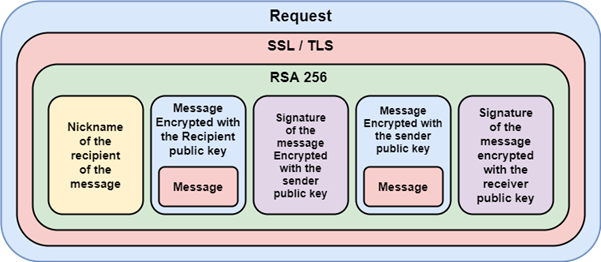 Request
SSL / TLS
RSA 256
Nickname
of the
recipient
of the
message
Message
Encrypted with
the Recipient
public key
Message
Signature
of the
message
Encrypted
with the
sender
public key
Message
Encrypted with
the sender
public key
Message
Signature
of the
message
encrypted
with the
receiver
public key